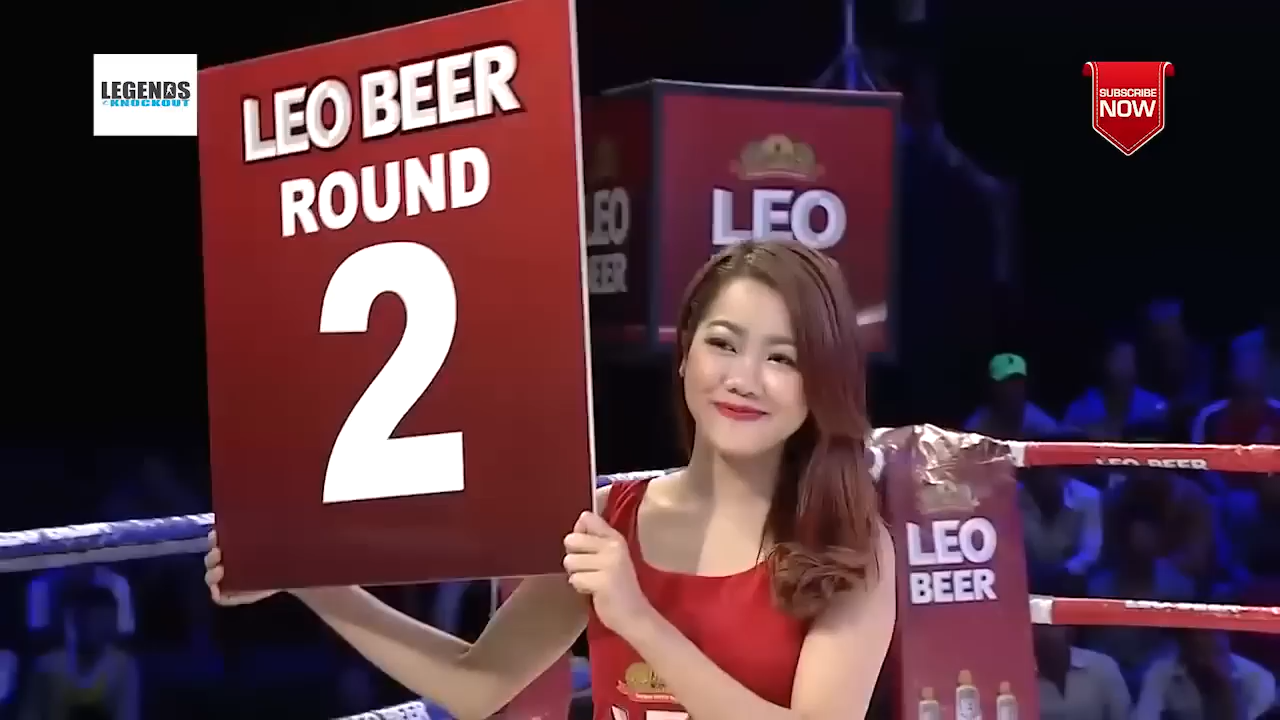 LEGENDS
KNOCKOUT
LEO BEER
ROUND
2
SUBSCRIBE
NOW
LEO
BEER
LEO
LEO BEER
LEO
BEER